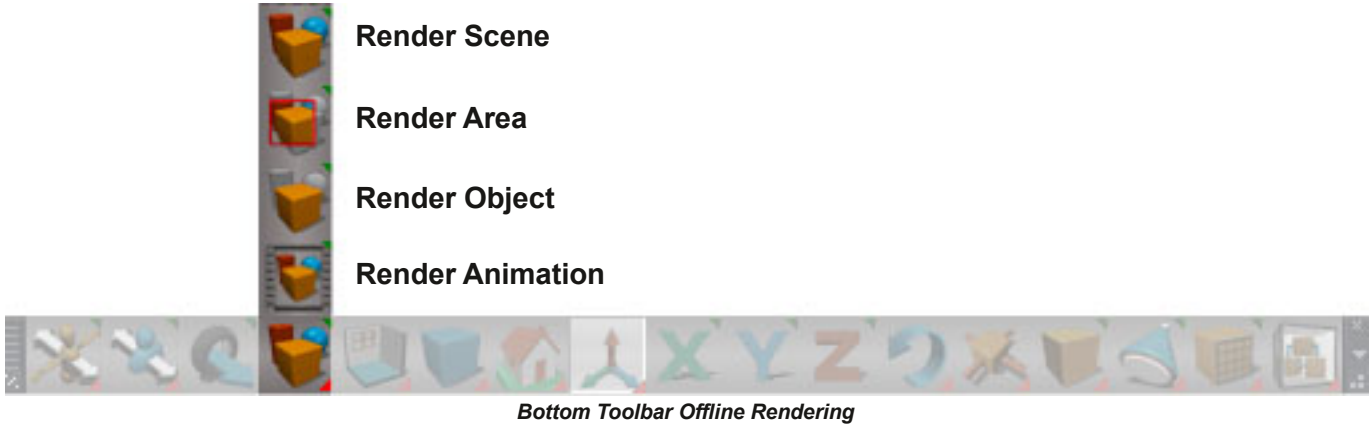 Render Scene
Render Area
Render Object
Render Animation
X Y Z
Bottom Toolbar Offline Rendering